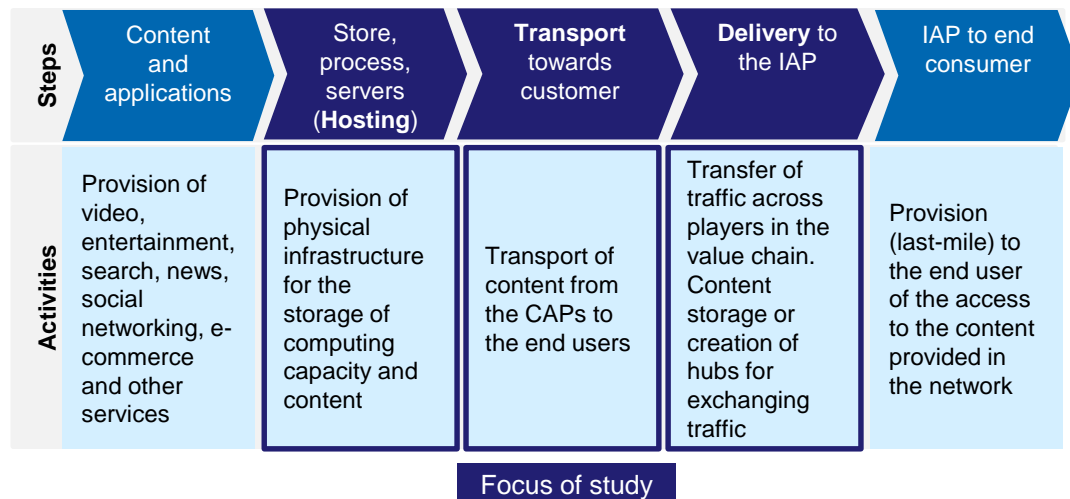 Steps
Content
and
applications
Store,
process,
servers
(Hosting)
Transport
towards
customer
Delivery to
the IAP
IAP to end
consumer
Activities
Provision of
video,
entertainment,
search, news,
social
networking, e-
commerce
and other
services
Provision of
physical
infrastructure
for the
storage of
computing
capacity and
content
Transport of
content from
the CAPs to
the end users
Transfer of
traffic across
players in the
value chain.
Content
storage or
creation of
hubs for
exchanging
traffic
Provision
(last-mile) to
the end user
of the access
to the content
provided in
the network
Focus of study